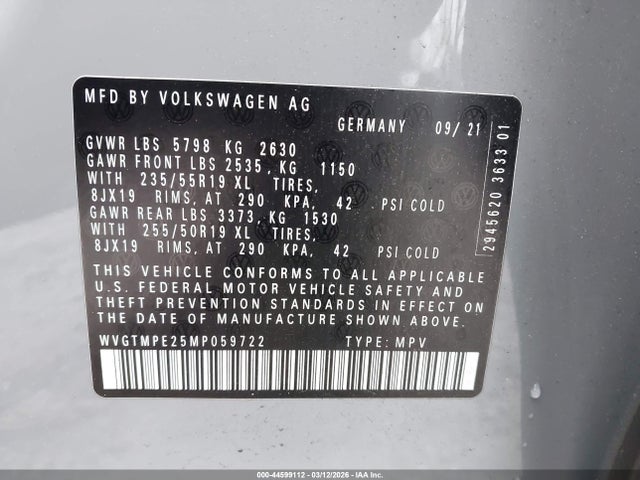 MFD BY VOLKSWAGEN AG
GERMANY 09/ 21
GVWR LBS 5798 KG 2630
GAWR FRONT LBS 2535, KG 1150
WITH 235/55R19 XL TIRES,
8JX19 RIMS, AT 290 KPA, 42 PSI COLD
GAWR REAR LBS 3373, KG 1530
WITH 255/50R19 XL TIRES,
8JX19 RIMS, AT 290 KPA, 42 PSI COLD
THIS VEHICLE CONFORMS TO ALL APPLICABLE
U.S. FEDERAL MOTOR VEHICLE SAFETY AND
THEFT PREVENTION STANDARDS IN EFFECT ON
THE DATE OF MANUFACTURE SHOWN ABOVE.
WVGTMPE25MP059722 TYPE: MPV
2945620 3633 01
000-44599112 - 03/12/2026 - IAAI.COM